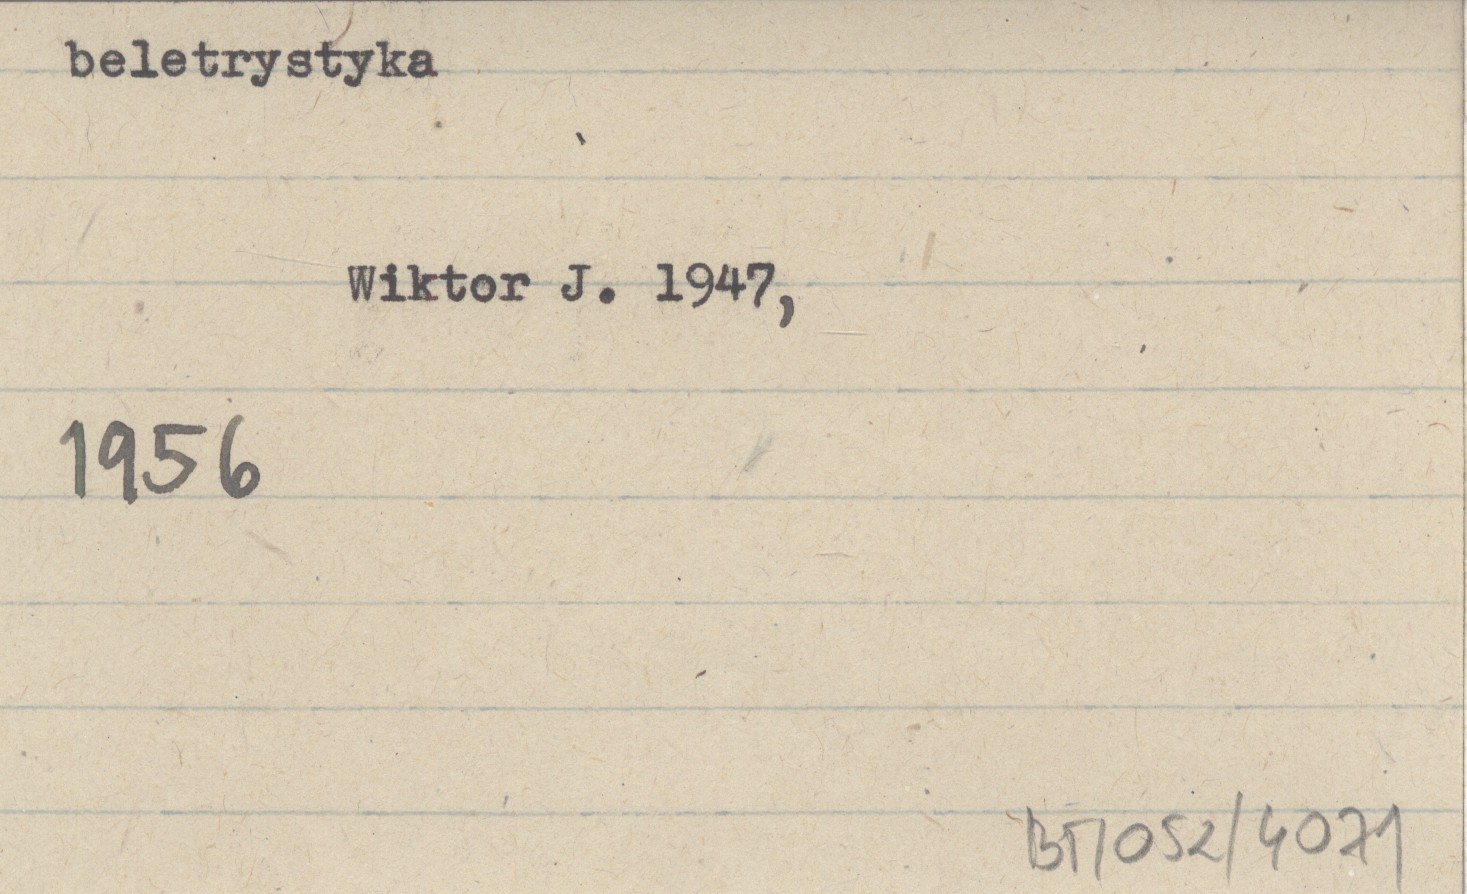 beletrystyka
Wiktor J. 1947,
1956
BT/052/4071